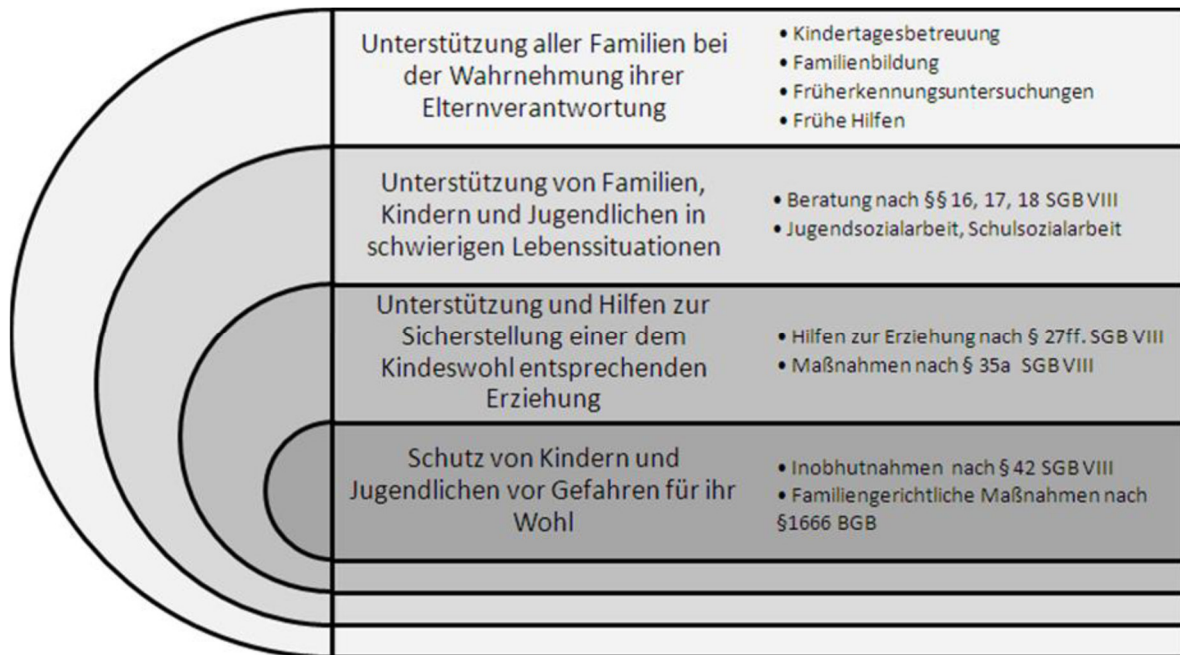 Unterstützung aller Familien bei
der Wahrnehmung ihrer
Elternverantwortung
• Kindertagesbetreuung
• Familienbildung
• Früherkennungsuntersuchungen
• Frühe Hilfen
Unterstützung von Familien,
Kindern und Jugendlichen in
schwierigen Lebenssituationen
• Beratung nach §§ 16, 17, 18 SGB VIII
• Jugendsozialarbeit, Schulsozialarbeit
Unterstützung und Hilfen zur
Sicherstellung einer dem
Kindeswohl entsprechenden
Erziehung
• Hilfen zur Erziehung nach § 27ff. SGB VIII
• Maßnahmen nach § 35a SGB VIII
Schutz von Kindern und
Jugendlichen vor Gefahren für ihr
Wohl
• Inobhutnahmen nach § 42 SGB VIII
• Familiengerichtliche Maßnahmen nach
§1666 BGB